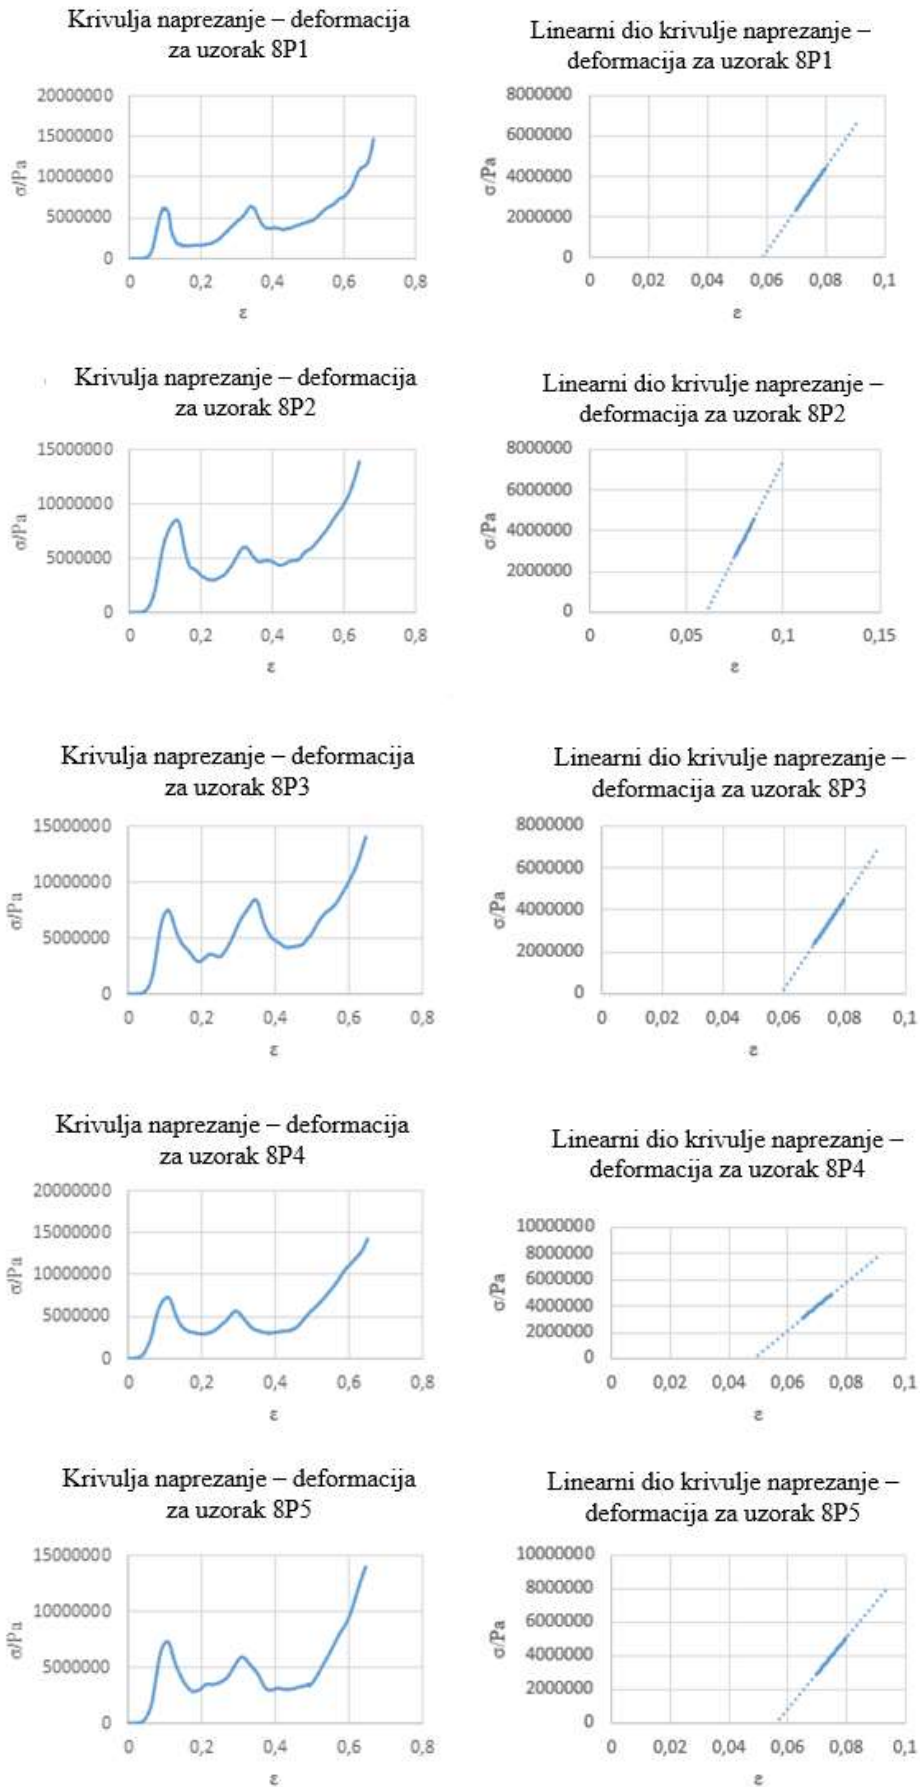 Krivulja naprezanje – deformacija
za uzorak 8P1
20000000
15000000
10000000
5000000
0
σ/Pa
0 0,2 0,4 0,6 0,8
ε
Linearni dio krivulje naprezanje –
deformacija za uzorak 8P1
8000000
6000000
4000000
2000000
0
σ/Pa
0 0,02 0,04 0,06 0,08 0,1
ε
Krivulja naprezanje – deformacija
za uzorak 8P2
15000000
10000000
5000000
0
σ/Pa
0 0,2 0,4 0,6 0,8
ε
Linearni dio krivulje naprezanje –
deformacija za uzorak 8P2
8000000
6000000
4000000
2000000
0
σ/Pa
0 0,05 0,1 0,15
ε
Krivulja naprezanje – deformacija
za uzorak 8P3
15000000
10000000
5000000
0
σ/Pa
0 0,2 0,4 0,6 0,8
ε
Linearni dio krivulje naprezanje –
deformacija za uzorak 8P3
8000000
6000000
4000000
2000000
0
σ/Pa
0 0,02 0,04 0,06 0,08 0,1
ε
Krivulja naprezanje – deformacija
za uzorak 8P4
20000000
15000000
10000000
5000000
0
σ/Pa
0 0,2 0,4 0,6 0,8
ε
Linearni dio krivulje naprezanje –
deformacija za uzorak 8P4
10000000
8000000
6000000
4000000
2000000
0
σ/Pa
0 0,02 0,04 0,06 0,08 0,1
ε
Krivulja naprezanje – deformacija
za uzorak 8P5
15000000
10000000
5000000
0
σ/Pa
0 0,2 0,4 0,6 0,8
ε
Linearni dio krivulje naprezanje –
deformacija za uzorak 8P5
10000000
8000000
6000000
4000000
2000000
0
σ/Pa
0 0,02 0,04 0,06 0,08 0,1
ε